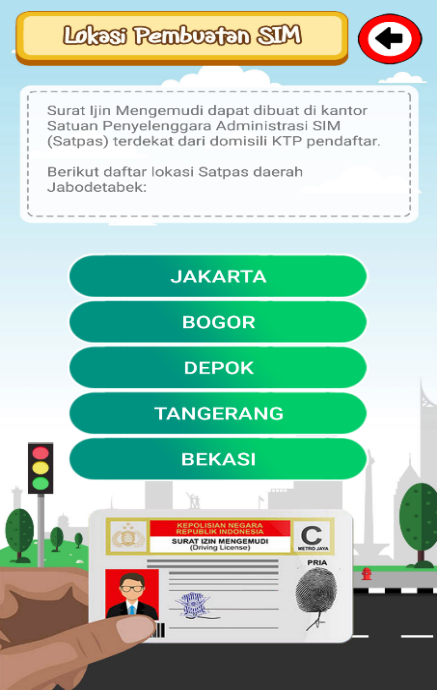 Lokasi Pembuatan SIM
Surat Ijin Mengemudi dapat dibuat di kantor
Satuan Penyelenggara Administrasi SIM
(Satpas) terdekat dari domisili KTP pendaftar.
Berikut daftar lokasi Satpas daerah
Jabodetabek:
JAKARTA
BOGOR
DEPOK
TANGERANG
BEKASI
KEPOLISIAN NEGARA
REPUBLIK INDONESIA
SURAT IZIN MENGEMUDI
(Driving License)
C
METRO JAYA
PRIA